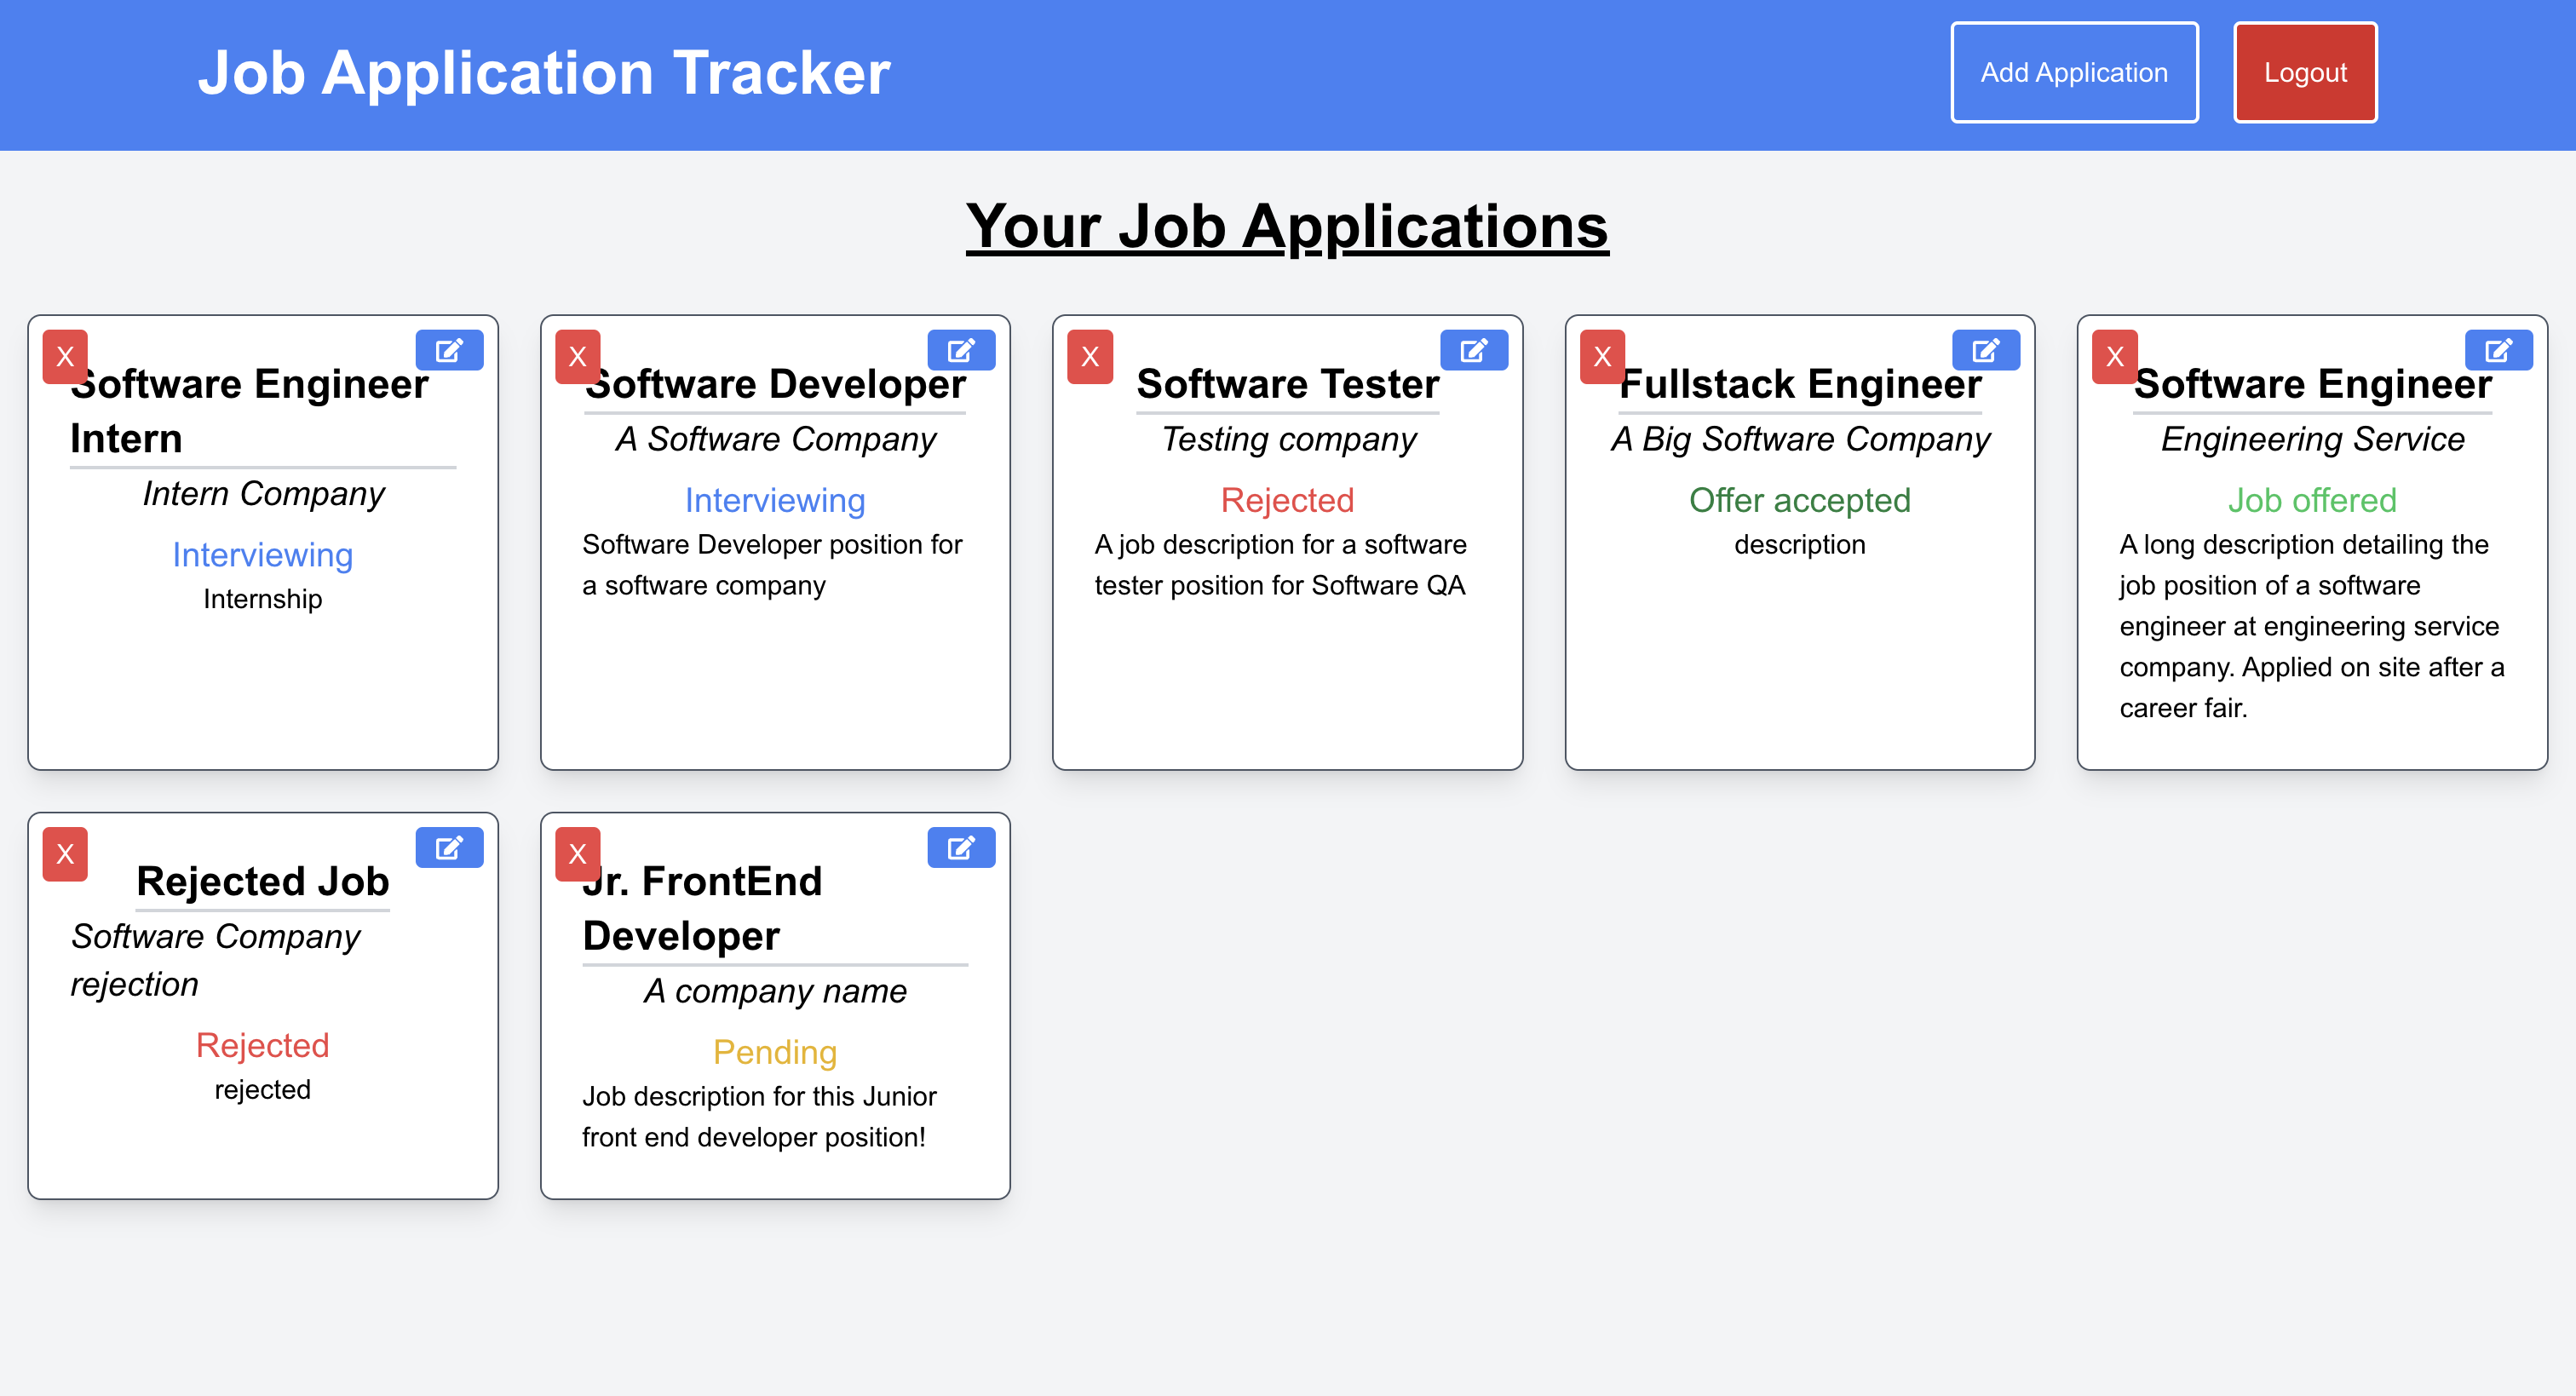 Job Application Tracker
Add Application
Logout
Your Job Applications
X
Software Engineer
Intern
Intern Company
Interviewing
Internship
X
Software Developer
A Software Company
Interviewing
Software Developer position for
a software company
X
Software Tester
Testing company
Rejected
A job description for a software
tester position for Software QA
X
Fullstack Engineer
A Big Software Company
Offer accepted
description
X
Software Engineer
Engineering Service
Job offered
A long description detailing the
job position of a software
engineer at engineering service
company. Applied on site after a
career fair.
X
Rejected Job
Software Company
rejection
Rejected
rejected
X
Jr. FrontEnd
Developer
A company name
Pending
Job description for this Junior
front end developer position!